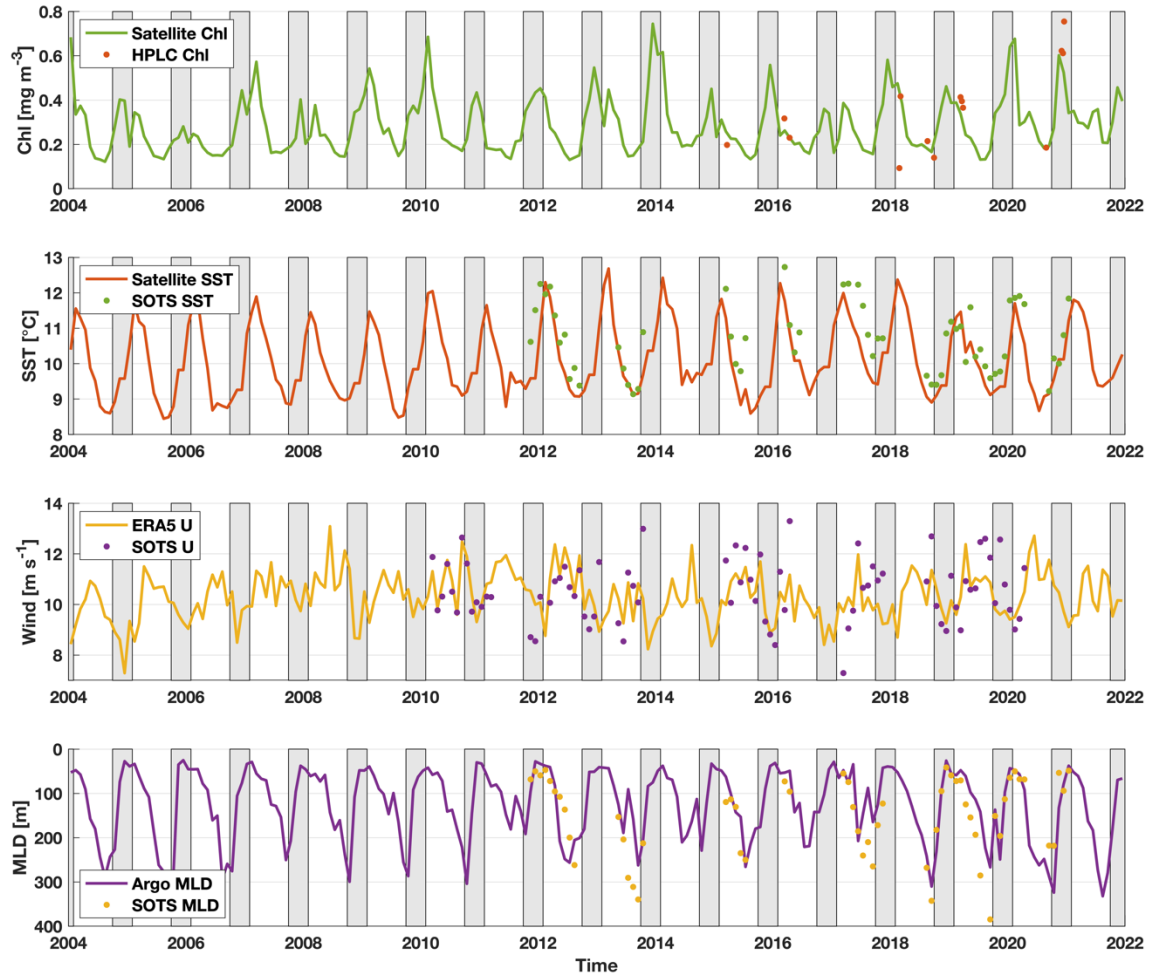 Chl [mg m⁻³]
0.8
0.6
0.4
0.2
0
Satellite Chl
HPLC Chl
2004 2006 2008 2010 2012 2014 2016 2018 2020 2022
SST [°C]
13
12
11
10
9
8
Satellite SST
SOTS SST
2004 2006 2008 2010 2012 2014 2016 2018 2020 2022
Wind [m s⁻¹]
14
12
10
8
ERA5 U
SOTS U
2004 2006 2008 2010 2012 2014 2016 2018 2020 2022
MLD [m]
0
100
200
300
400
Argo MLD
SOTS MLD
2004 2006 2008 2010 2012 2014 2016 2018 2020 2022
Time